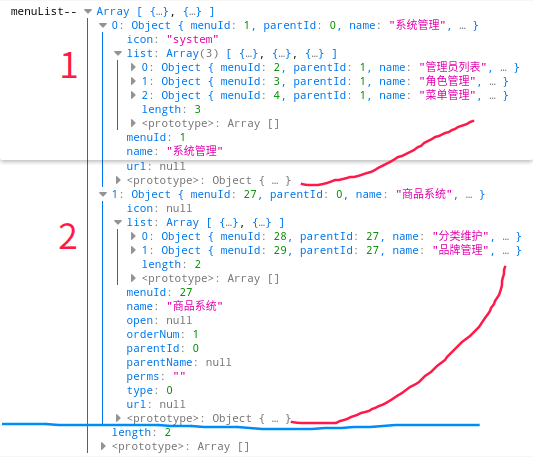 menuList-- ▼ Array [ {…}, {…} ]
▼ 0: Object { menuId: 1, parentId: 0, name: "系统管理", … }
icon: "system"
▼ list: Array(3) [ {…}, {…}, {…} ]
▶ 0: Object { menuId: 2, parentId: 1, name: "管理员列表", … }
▶ 1: Object { menuId: 3, parentId: 1, name: "角色管理", … }
▶ 2: Object { menuId: 4, parentId: 1, name: "菜单管理", … }
length: 3
▶ <prototype>: Array []
menuId: 1
name: "系统管理"
url: null
▶ <prototype>: Object { … }
1
▼ 1: Object { menuId: 27, parentId: 0, name: "商品系统", … }
icon: null
▼ list: Array [ {…}, {…} ]
▶ 0: Object { menuId: 28, parentId: 27, name: "分类维护", … }
▶ 1: Object { menuId: 29, parentId: 27, name: "品牌管理", … }
length: 2
▶ <prototype>: Array []
menuId: 27
name: "商品系统"
open: null
orderNum: 1
parentId: 0
parentName: null
perms: ""
type: 0
url: null
▶ <prototype>: Object { … }
2
length: 2
▶ <prototype>: Array []